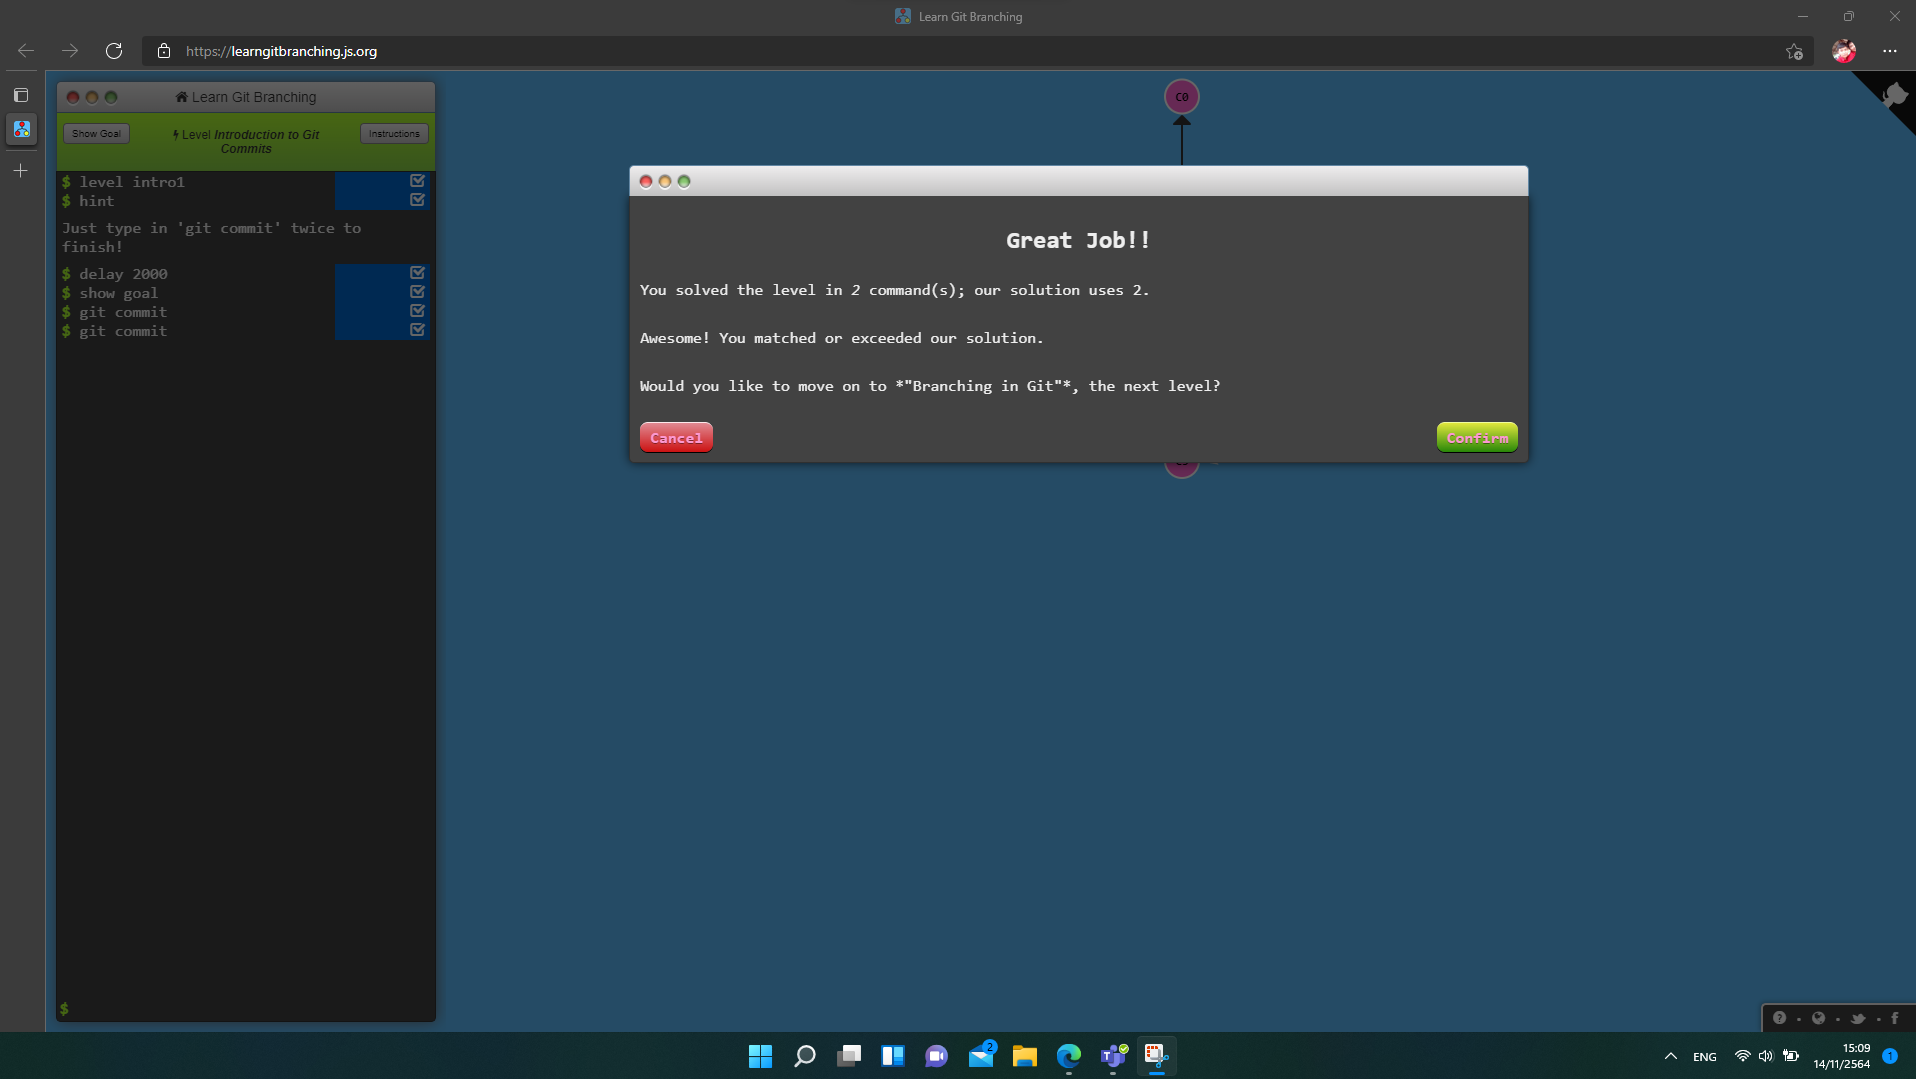 Learn Git Branching
https://learngitbranching.js.org
Learn Git Branching
Show Goal
Level Introduction to Git
Commits
Instructions
$ level intro1
$ hint
Just type in 'git commit' twice to
finish!
$ delay 2000
$ show goal
$ git commit
$ git commit
$
C0
Great Job!!
You solved the level in 2 command(s); our solution uses 2.
Awesome! You matched or exceeded our solution.
Would you like to move on to *"Branching in Git"*, the next level?
Cancel
Confirm
2
ENG
15:09
14/11/2564
1